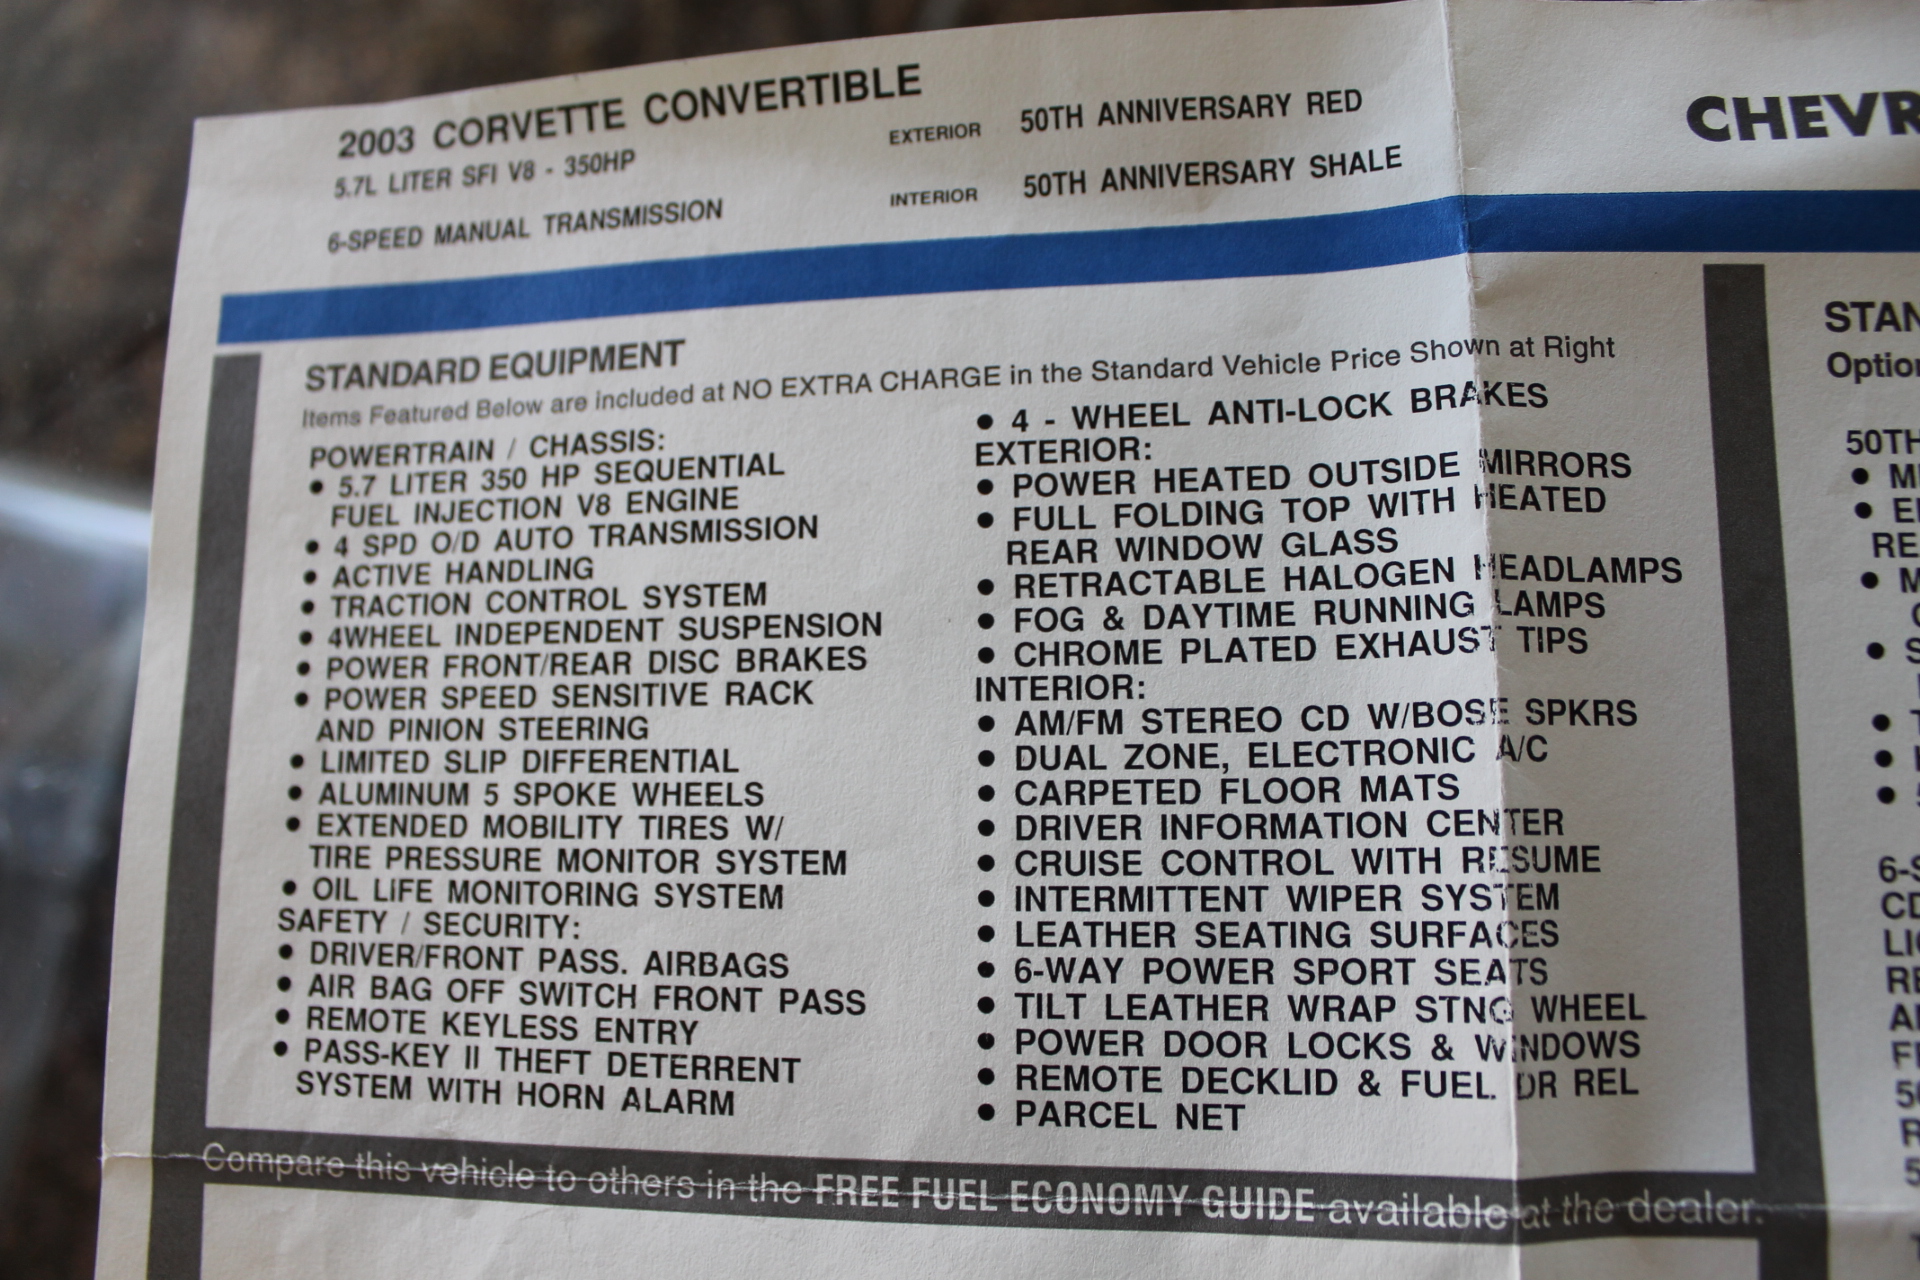 2003 CORVETTE CONVERTIBLE
5.7L LITER SFI V8 - 350HP
6-SPEED MANUAL TRANSMISSION
EXTERIOR 50TH ANNIVERSARY RED
INTERIOR 50TH ANNIVERSARY SHALE
STANDARD EQUIPMENT
Items Featured Below are included at NO EXTRA CHARGE in the Standard Vehicle Price Shown at Right
POWERTRAIN / CHASSIS:
• 5.7 LITER 350 HP SEQUENTIAL
FUEL INJECTION V8 ENGINE
• 4 SPD O/D AUTO TRANSMISSION
• ACTIVE HANDLING
• TRACTION CONTROL SYSTEM
• 4WHEEL INDEPENDENT SUSPENSION
• POWER FRONT/REAR DISC BRAKES
• POWER SPEED SENSITIVE RACK
AND PINION STEERING
• LIMITED SLIP DIFFERENTIAL
• ALUMINUM 5 SPOKE WHEELS
• EXTENDED MOBILITY TIRES W/
TIRE PRESSURE MONITOR SYSTEM
• OIL LIFE MONITORING SYSTEM
SAFETY / SECURITY:
• DRIVER/FRONT PASS. AIRBAGS
• AIR BAG OFF SWITCH FRONT PASS
• REMOTE KEYLESS ENTRY
• PASS-KEY II THEFT DETERRENT
SYSTEM WITH HORN ALARM
• 4 - WHEEL ANTI-LOCK BRAKES
EXTERIOR:
• POWER HEATED OUTSIDE MIRRORS
• FULL FOLDING TOP WITH HEATED
REAR WINDOW GLASS
• RETRACTABLE HALOGEN HEADLAMPS
• FOG & DAYTIME RUNNING LAMPS
• CHROME PLATED EXHAUST TIPS
INTERIOR:
• AM/FM STEREO CD W/BOSE SPKRS
• DUAL ZONE, ELECTRONIC A/C
• CARPETED FLOOR MATS
• DRIVER INFORMATION CENTER
• CRUISE CONTROL WITH RESUME
• INTERMITTENT WIPER SYSTEM
• LEATHER SEATING SURFACES
• 6-WAY POWER SPORT SEATS
• TILT LEATHER WRAP STNG WHEEL
• POWER DOOR LOCKS & WINDOWS
• REMOTE DECKLID & FUEL DR REL
• PARCEL NET
Compare this vehicle to others in the FREE FUEL ECONOMY GUIDE available at the dealer.
CHEVR
STAN
Option
50TH